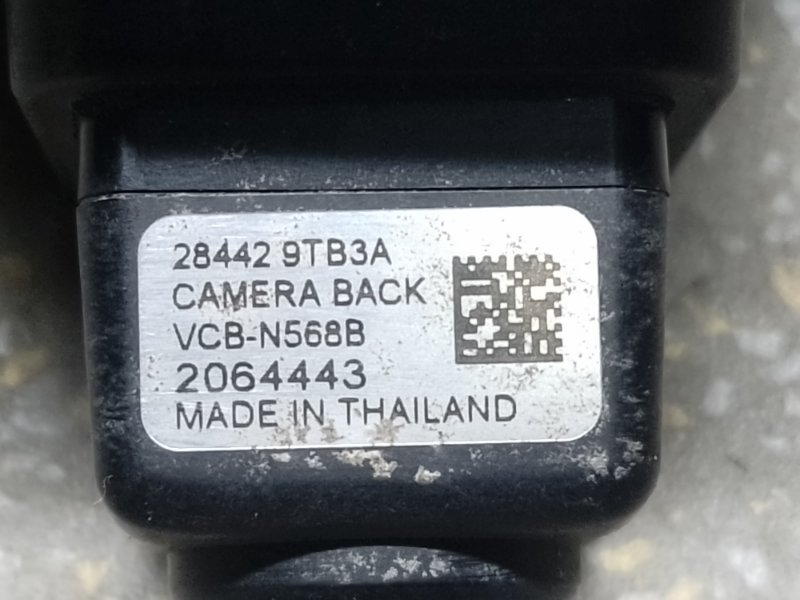 28442 9TB3A
CAMERA BACK
VCB-N568B
2064443
MADE IN THAILAND